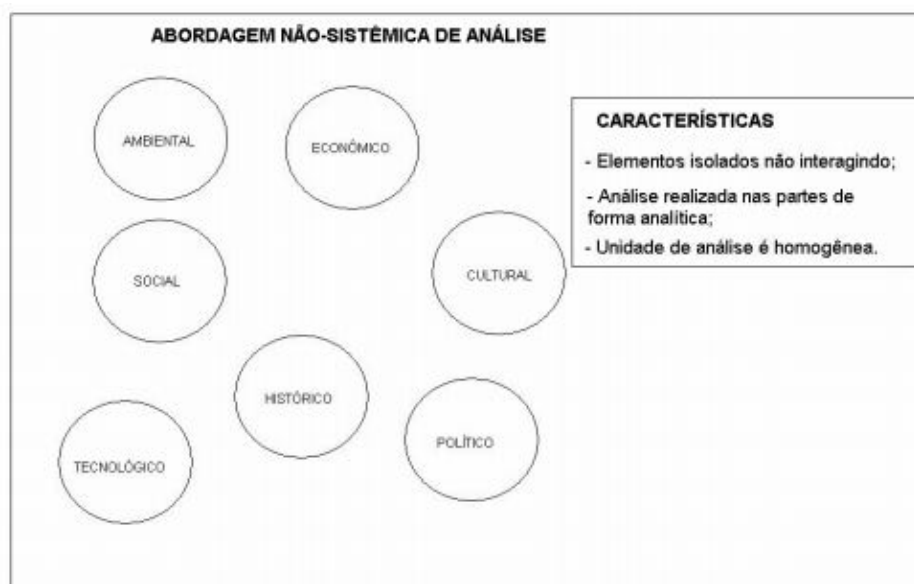 ABORDAGEM NÃO-SISTÊMICA DE ANÁLISE
AMBIENTAL
ECONÔMICO
CARACTERÍSTICAS
- Elementos isolados não interagindo;
- Análise realizada nas partes de
forma analítica;
- Unidade de análise é homogênea.
SOCIAL
CULTURAL
HISTÓRICO
POLÍTICO
TECNOLÓGICO